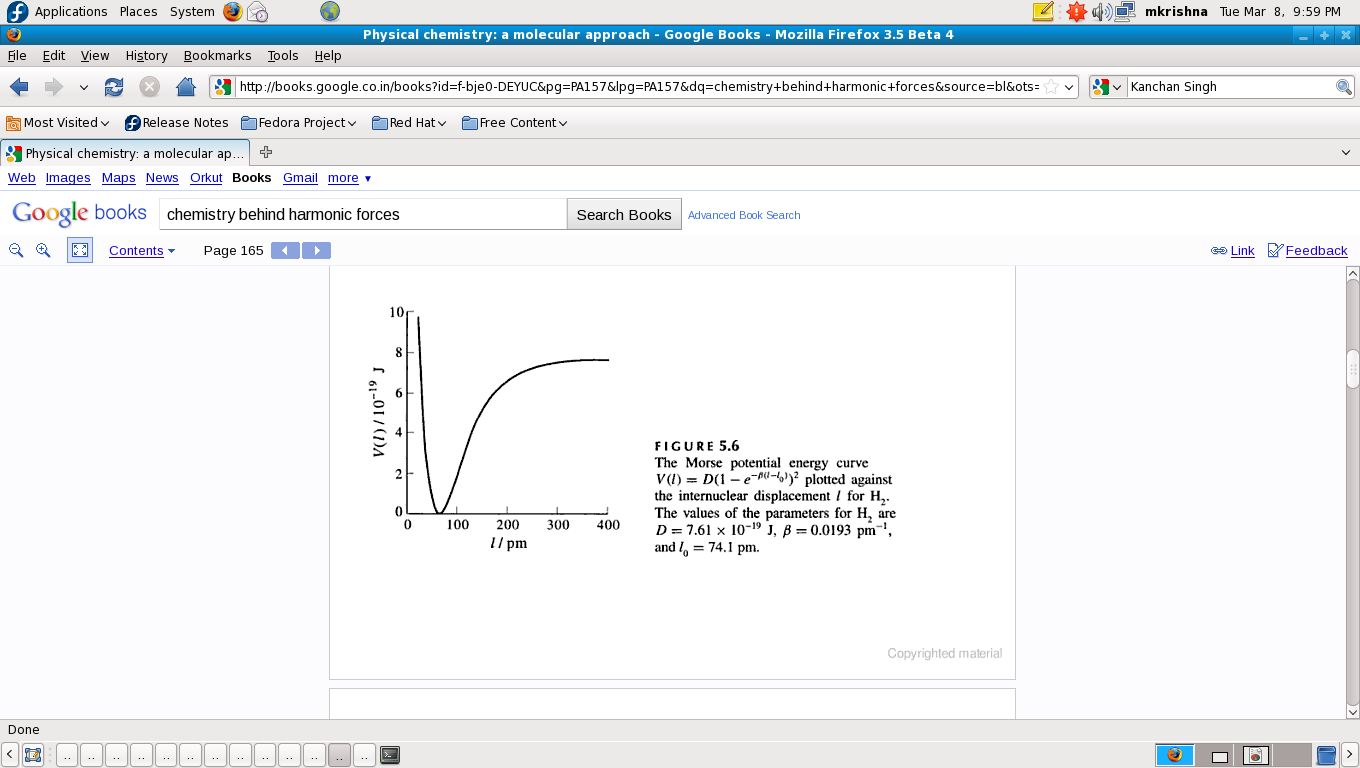 Applications Places System mkrishna Tue Mar 8, 9:59 PM
Physical chemistry: a molecular approach - Google Books - Mozilla Firefox 3.5 Beta 4
File Edit View History Bookmarks Tools Help
http://books.google.co.in/books?id=f-bje0-DEYUC&pg=PA157&lpg=PA157&dq=chemistry+behind+harmonic+forces&source=bl&ots= Kanchan Singh
Most Visited Release Notes Fedora Project Red Hat Free Content
Physical chemistry: a molecular ap...
Web Images Maps News Orkut Books Gmail more ▼
Google books chemistry behind harmonic forces Search Books Advanced Book Search
Contents Page 165 Link Feedback
10
8
6
4
2
0
V(l) / 10⁻¹⁹ J
0 100 200 300 400
l / pm
FIGURE 5.6
The Morse potential energy curve
V(l) = D(1 − e^{−β(l−l₀)})² plotted against
the internuclear displacement l for H₂.
The values of the parameters for H₂ are
D = 7.61 × 10⁻¹⁹ J, β = 0.0193 pm⁻¹,
and l₀ = 74.1 pm.
Copyrighted material
Done
.. .. .. .. .. .. .. .. .. .. .. .. ..